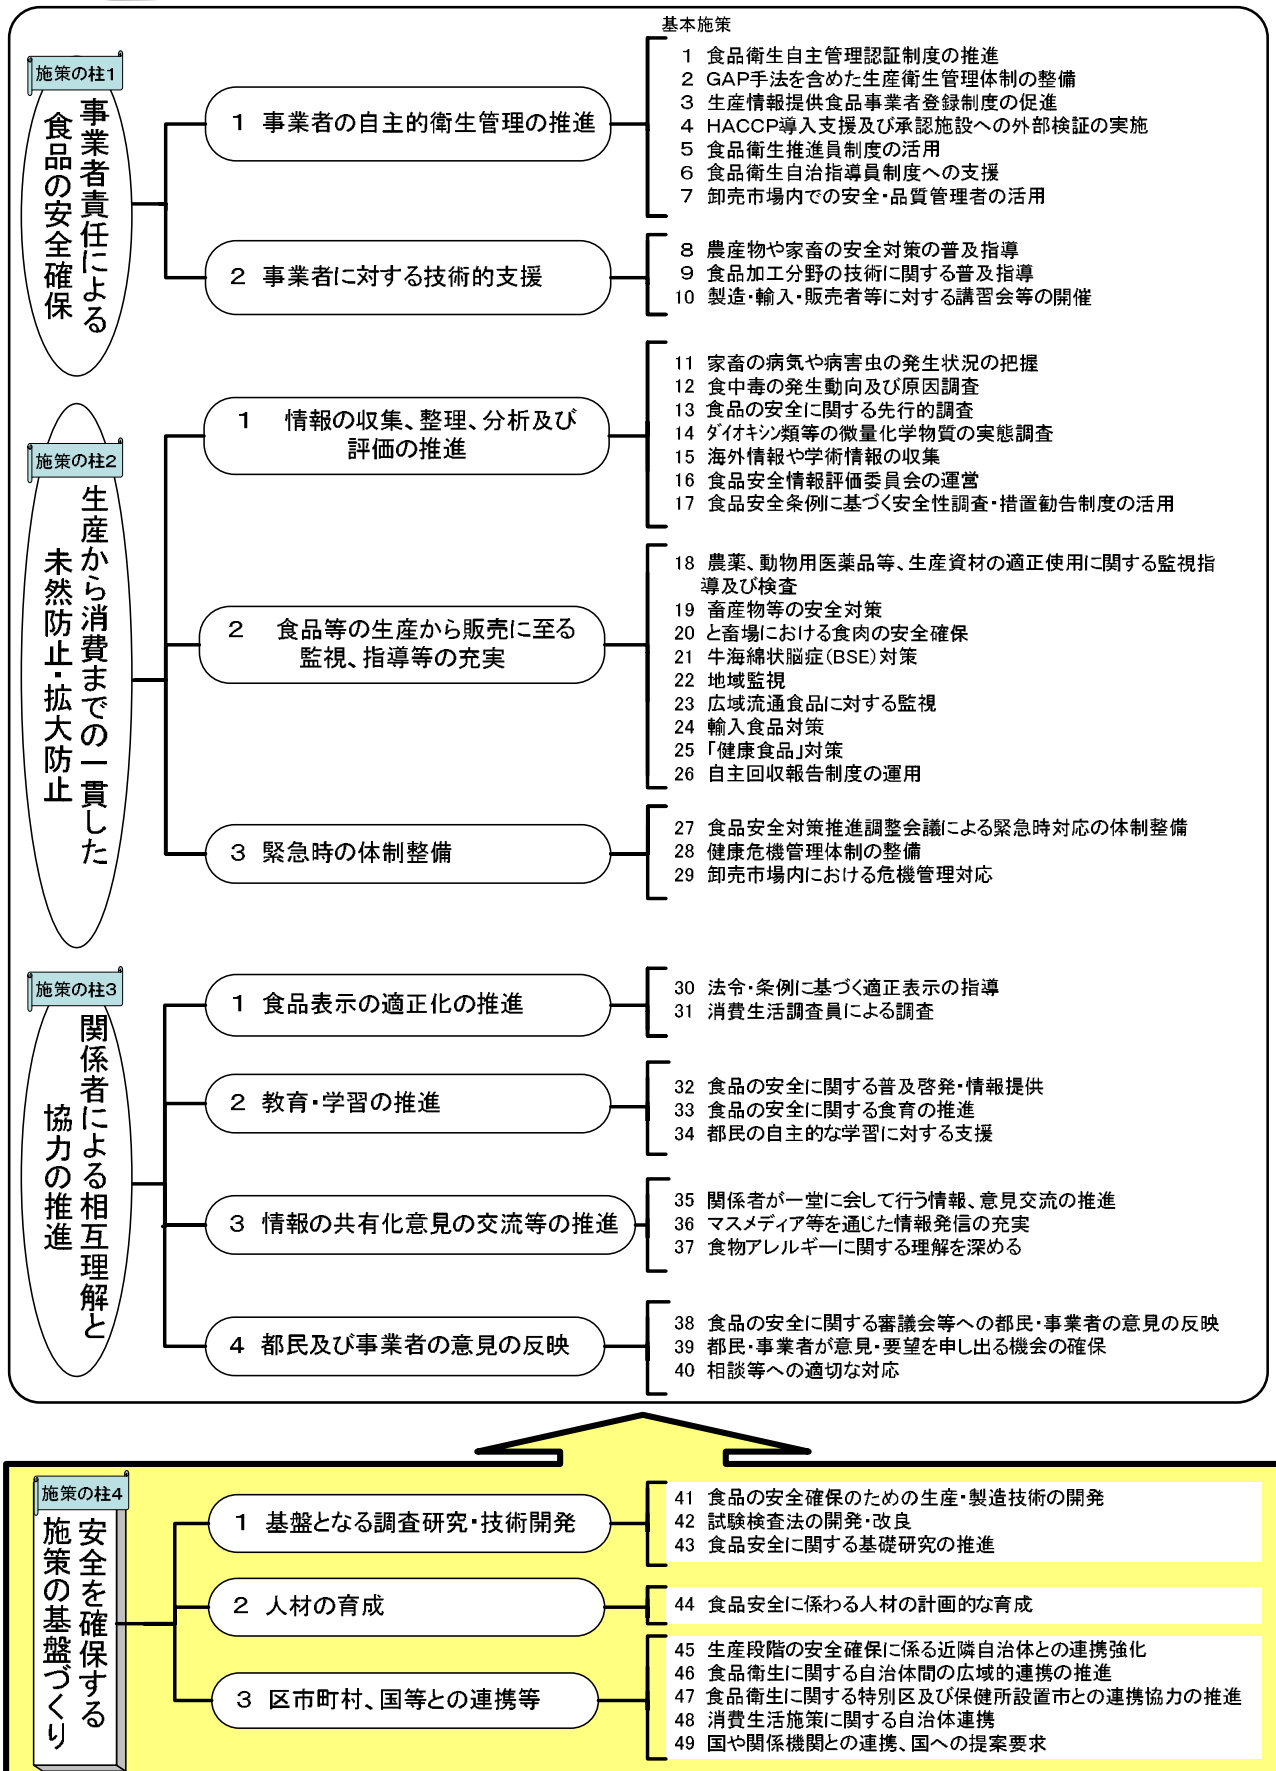 基本施策
施策の柱1
事業者責任による
食品の安全確保
1 事業者の自主的衛生管理の推進
1 食品衛生自主管理認証制度の推進
2 GAP手法を含めた生産衛生管理体制の整備
3 生産情報提供食品事業者登録制度の促進
4 HACCP導入支援及び承認施設への外部検証の実施
5 食品衛生推進員制度の活用
6 食品衛生自治指導員制度への支援
7 卸売市場内での安全・品質管理者の活用
2 事業者に対する技術的支援
8 農産物や家畜の安全対策の普及指導
9 食品加工分野の技術に関する普及指導
10 製造・輸入・販売者等に対する講習会等の開催
施策の柱2
生産から消費までの一貫した
未然防止・拡大防止
1 情報の収集、整理、分析及び
評価の推進
11 家畜の病気や病害虫の発生状況の把握
12 食中毒の発生動向及び原因調査
13 食品の安全に関する先行的調査
14 ダイオキシン類等の微量化学物質の実態調査
15 海外情報や学術情報の収集
16 食品安全情報評価委員会の運営
17 食品安全条例に基づく安全性調査・措置勧告制度の活用
2 食品等の生産から販売に至る
監視、指導等の充実
18 農薬、動物用医薬品等、生産資材の適正使用に関する監視指
導及び検査
19 畜産物等の安全対策
20 と畜場における食肉の安全確保
21 牛海綿状脳症(BSE)対策
22 地域監視
23 広域流通食品に対する監視
24 輸入食品対策
25 「健康食品」対策
26 自主回収報告制度の運用
3 緊急時の体制整備
27 食品安全対策推進調整会議による緊急時対応の体制整備
28 健康危機管理体制の整備
29 卸売市場内における危機管理対応
施策の柱3
関係者による相互理解と
協力の推進
1 食品表示の適正化の推進
30 法令・条例に基づく適正表示の指導
31 消費生活調査員による調査
2 教育・学習の推進
32 食品の安全に関する普及啓発・情報提供
33 食品の安全に関する食育の推進
34 都民の自主的な学習に対する支援
3 情報の共有化意見の交流等の推進
35 関係者が一堂に会して行う情報、意見交流の推進
36 マスメディア等を通じた情報発信の充実
37 食物アレルギーに関する理解を深める
4 都民及び事業者の意見の反映
38 食品の安全に関する審議会等への都民・事業者の意見の反映
39 都民・事業者が意見・要望を申し出る機会の確保
40 相談等への適切な対応
施策の柱4
安全を確保する
施策の基盤づくり
1 基盤となる調査研究・技術開発
41 食品の安全確保のための生産・製造技術の開発
42 試験検査法の開発・改良
43 食品安全に関する基礎研究の推進
2 人材の育成
44 食品安全に係わる人材の計画的な育成
3 区市町村、国等との連携等
45 生産段階の安全確保に係る近隣自治体との連携強化
46 食品衛生に関する自治体間の広域的連携の推進
47 食品衛生に関する特別区及び保健所設置市との連携協力の推進
48 消費生活施策に関する自治体連携
49 国や関係機関との連携、国への提案要求